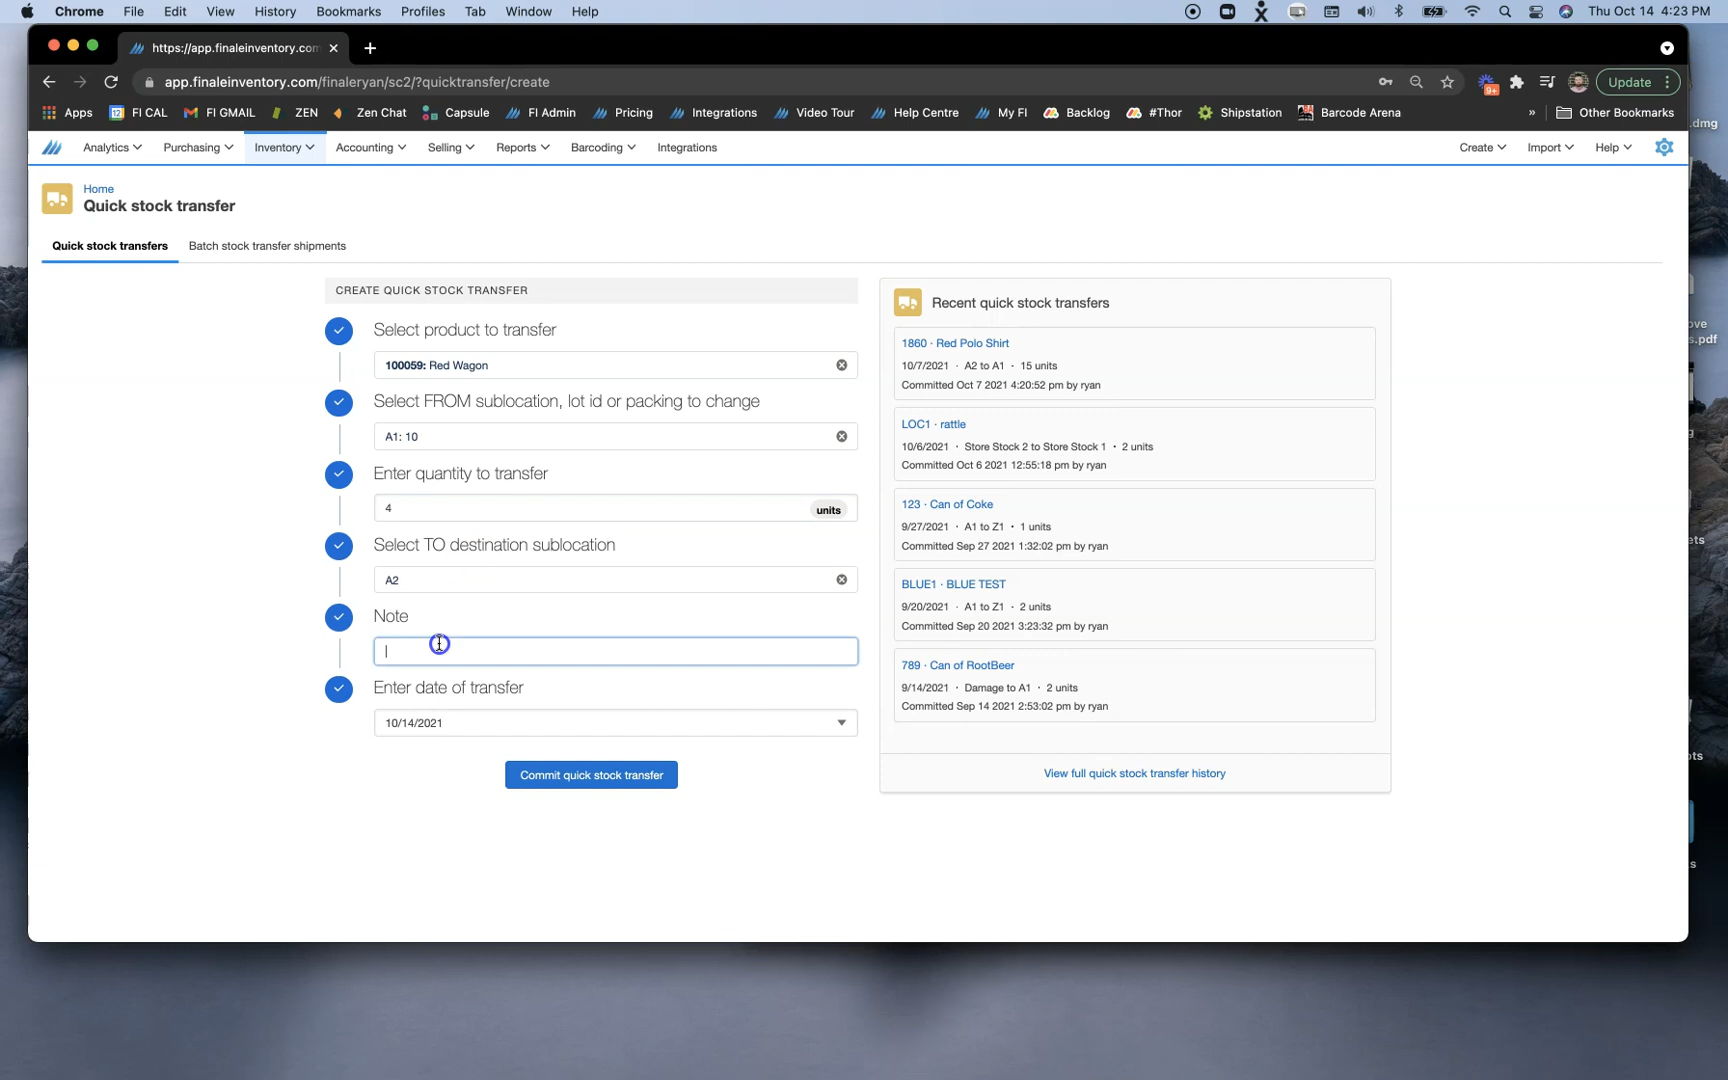 Chrome File Edit View History Bookmarks Profiles Tab Window Help Thu Oct 14 4:23 PM
https://app.finaleinventory.com
app.finaleinventory.com/finaleryan/sc2/?quicktransfer/create
9+
Update
Apps
12 FI CAL
FI GMAIL
ZEN
Zen Chat
Capsule
FI Admin
Pricing
Integrations
Video Tour
Help Centre
My FI
Backlog
#Thor
Shipstation
Barcode Arena
»
Other Bookmarks
.dmg
Analytics Purchasing Inventory Accounting Selling Reports Barcoding Integrations Create Import Help
Home
Quick stock transfer
Quick stock transfers Batch stock transfer shipments
CREATE QUICK STOCK TRANSFER
Select product to transfer
100059: Red Wagon
Select FROM sublocation, lot id or packing to change
A1: 10
Enter quantity to transfer
4 units
Select TO destination sublocation
A2
Note
Enter date of transfer
10/14/2021
Commit quick stock transfer
Recent quick stock transfers
1860 · Red Polo Shirt
10/7/2021 · A2 to A1 · 15 units
Committed Oct 7 2021 4:20:52 pm by ryan
LOC1 · rattle
10/6/2021 · Store Stock 2 to Store Stock 1 · 2 units
Committed Oct 6 2021 12:55:18 pm by ryan
123 · Can of Coke
9/27/2021 · A1 to Z1 · 1 units
Committed Sep 27 2021 1:32:02 pm by ryan
BLUE1 · BLUE TEST
9/20/2021 · A1 to Z1 · 2 units
Committed Sep 20 2021 3:23:32 pm by ryan
789 · Can of RootBeer
9/14/2021 · Damage to A1 · 2 units
Committed Sep 14 2021 2:53:02 pm by ryan
View full quick stock transfer history
ove
s.pdf
ets
ots